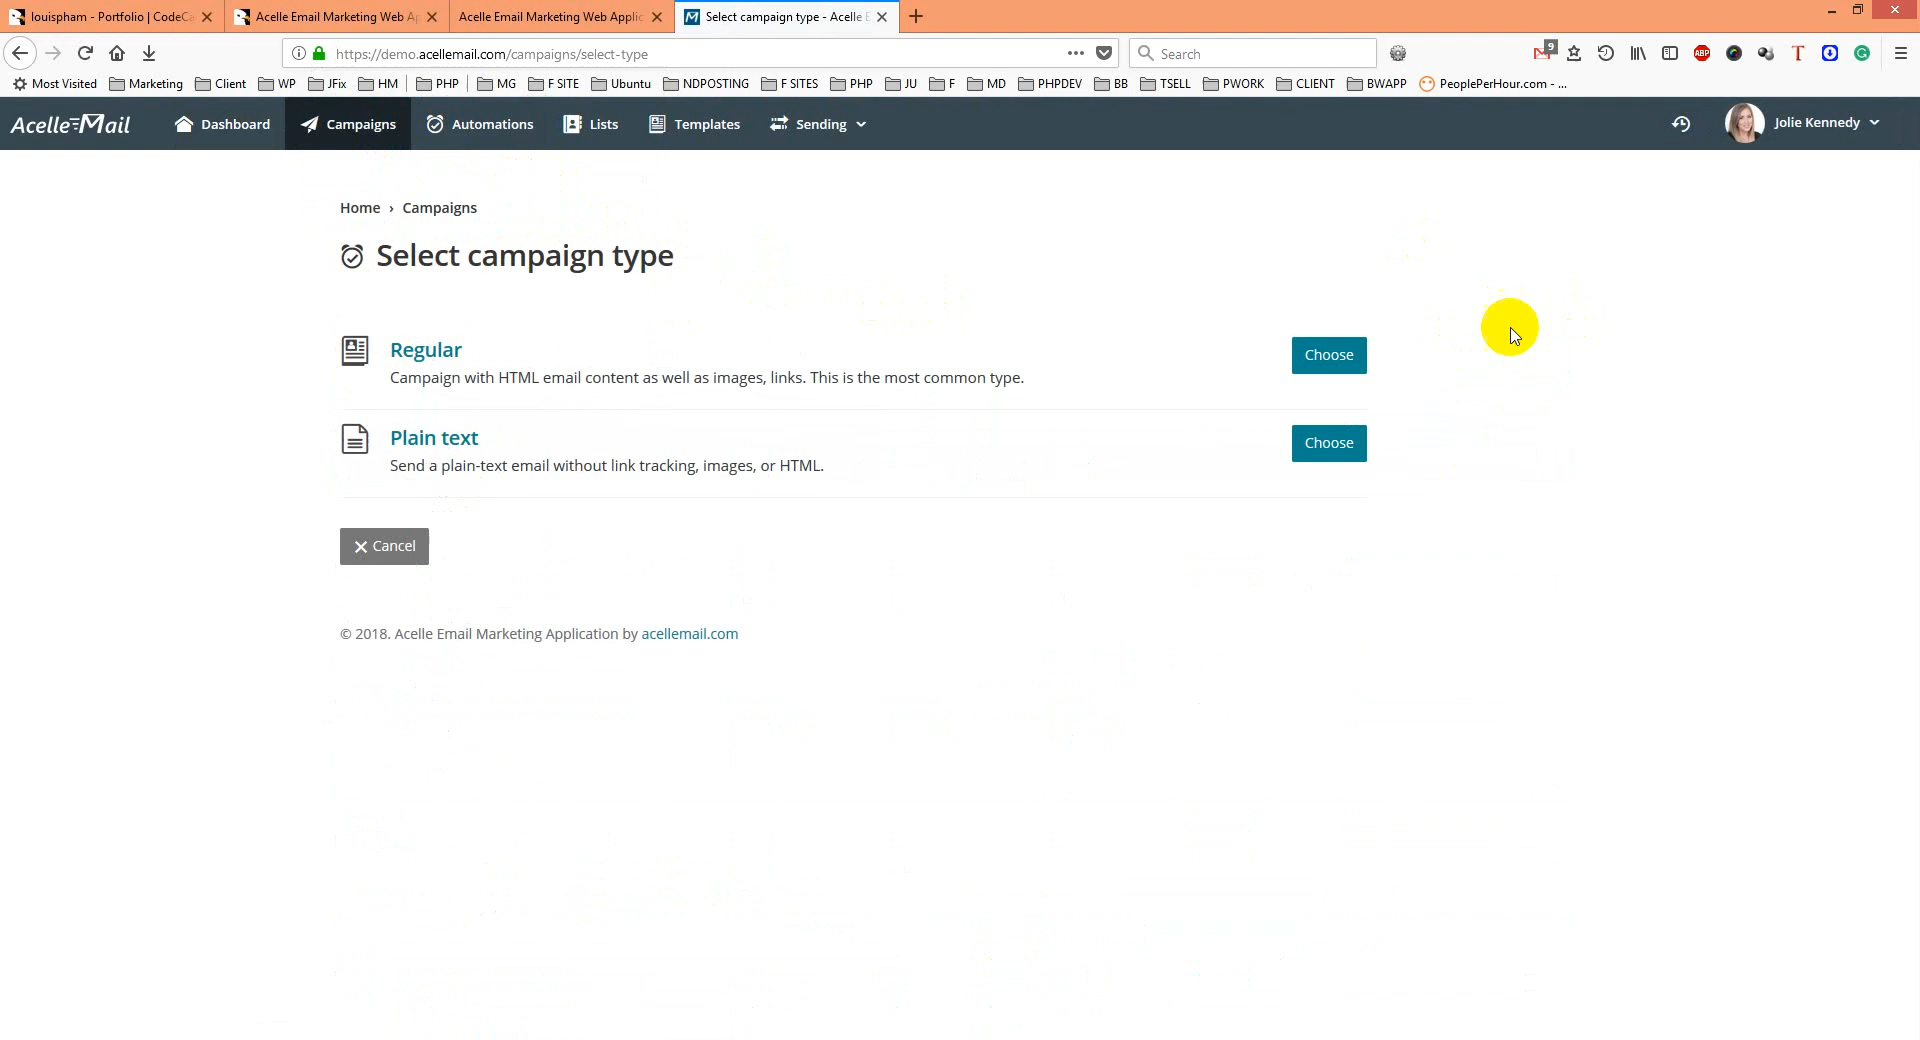 louispham - Portfolio | CodeCa
Acelle Email Marketing Web Ap
Acelle Email Marketing Web Applic
Select campaign type - Acelle E
https://demo.acellemail.com/campaigns/select-type
Search
9
ABP
T
G
Most Visited
Marketing
Client
WP
JFix
HM
PHP
MG
F SITE
Ubuntu
NDPOSTING
F SITES
PHP
JU
F
MD
PHPDEV
BB
TSELL
PWORK
CLIENT
BWAPP
PeoplePerHour.com - ...
Acelle Mail
Dashboard
Campaigns
Automations
Lists
Templates
Sending
Jolie Kennedy
Home › Campaigns
Select campaign type
Regular
Campaign with HTML email content as well as images, links. This is the most common type.
Choose
Plain text
Send a plain-text email without link tracking, images, or HTML.
Choose
Cancel
© 2018. Acelle Email Marketing Application by acellemail.com